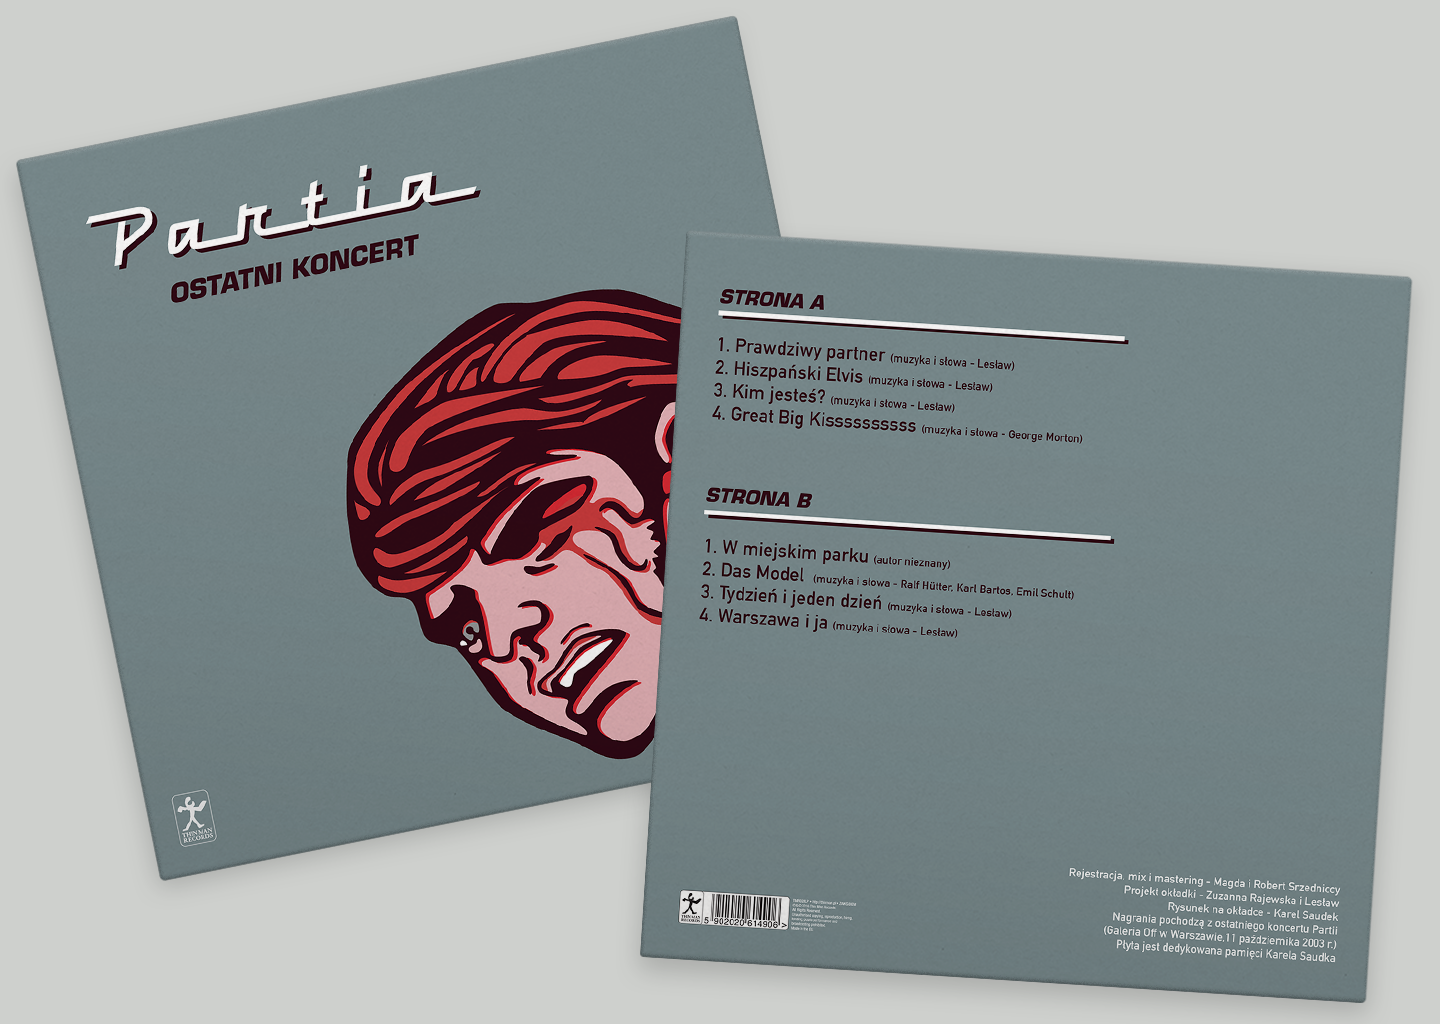 Partia
OSTATNI KONCERT
THIN MAN
RECORDS
STRONA A
1. Prawdziwy partner (muzyka i słowa - Lesław)
2. Hiszpański Elvis (muzyka i słowa - Lesław)
3. Kim jesteś? (muzyka i słowa - Lesław)
4. Great Big Kissssssssss (muzyka i słowa - George Morton)
STRONA B
1. W miejskim parku (autor nieznany)
2. Das Model (muzyka i słowa - Ralf Hütter, Karl Bartos, Emil Schult)
3. Tydzień i jeden dzień (muzyka i słowa - Lesław)
4. Warszawa i ja (muzyka i słowa - Lesław)
Rejestracja, mix i mastering - Magda i Robert Srzedniccy
Projekt okładki - Zuzanna Rajewska i Lesław
Rysunek na okładce - Karel Saudek
Nagrania pochodzą z ostatniego koncertu Partii
(Galeria Off w Warszawie,11 października 2003 r.)
Płyta jest dedykowana pamięci Karela Saudka
THIN MAN
RECORDS
5 902020 614906 >